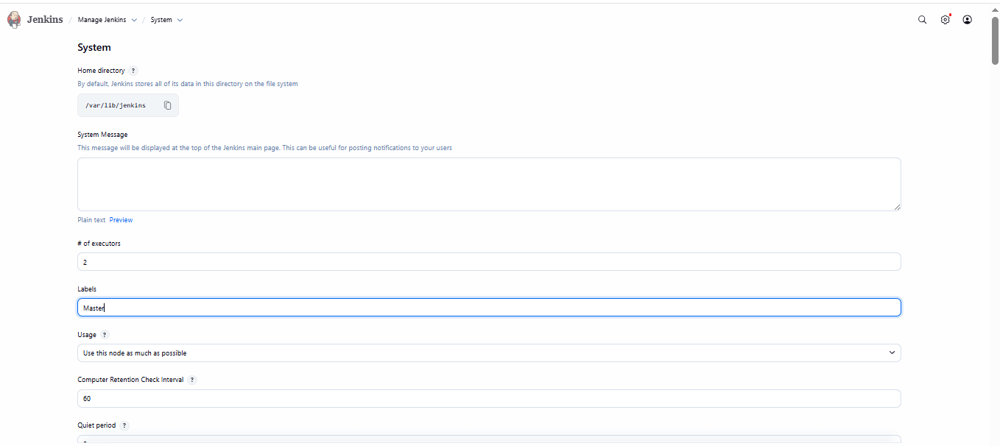 Jenkins / Manage Jenkins / System
System
Home directory ?
By default, Jenkins stores all of its data in this directory on the file system
/var/lib/jenkins
System Message
This message will be displayed at the top of the Jenkins main page. This can be useful for posting notifications to your users
Plain text Preview
# of executors
2
Labels
Master
Usage ?
Use this node as much as possible
Computer Retention Check Interval ?
60
Quiet period ?